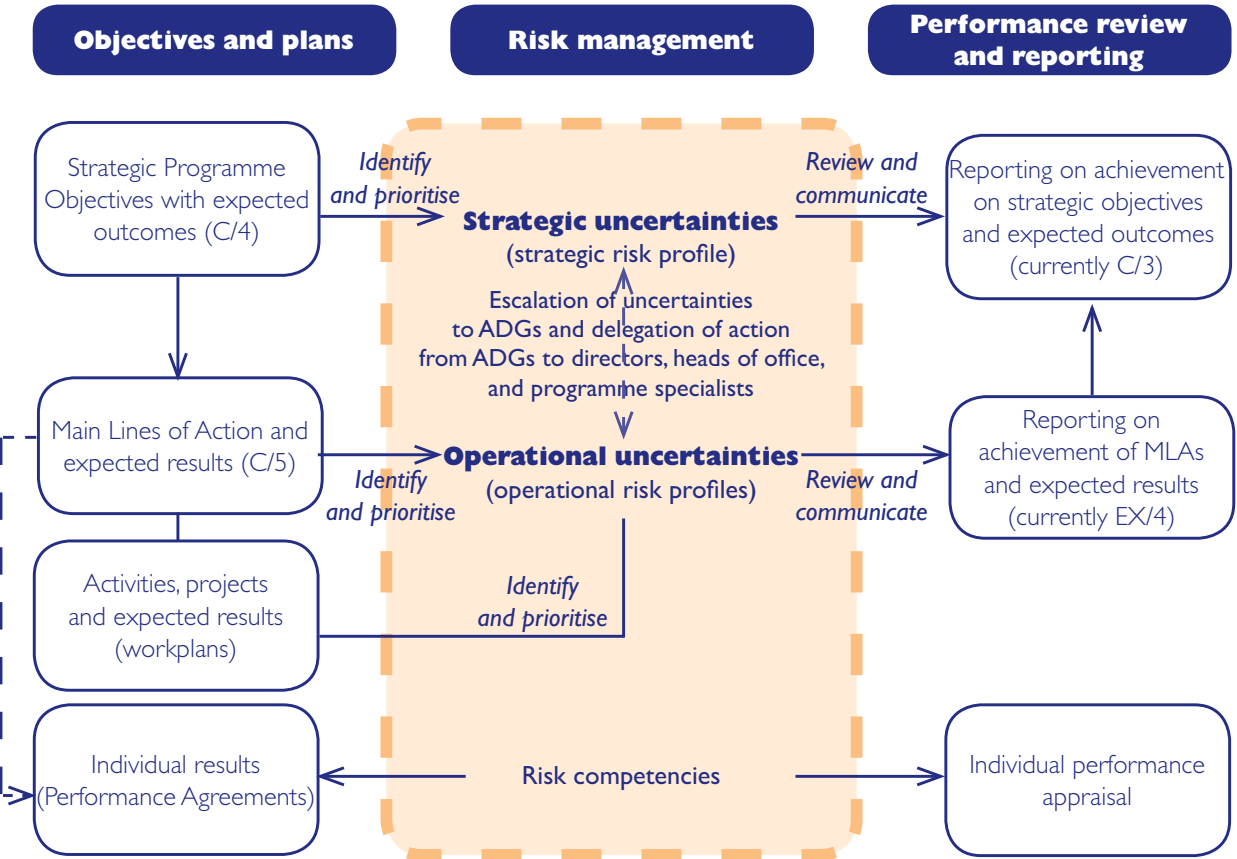 Objectives and plans
Risk management
Performance review
and reporting
Strategic Programme
Objectives with expected
outcomes (C/4)
Identify
and prioritise
Strategic uncertainties
(strategic risk profile)
Review and
communicate
Reporting on achievement
on strategic objectives
and expected outcomes
(currently C/3)
Escalation of uncertainties
to ADGs and delegation of action
from ADGs to directors, heads of office,
and programme specialists
Main Lines of Action and
expected results (C/5)
Identify
and prioritise
Operational uncertainties
(operational risk profiles)
Review and
communicate
Reporting on
achievement of MLAs
and expected results
(currently EX/4)
Activities, projects
and expected results
(workplans)
Identify
and prioritise
Individual results
(Performance Agreements)
Risk competencies
Individual performance
appraisal